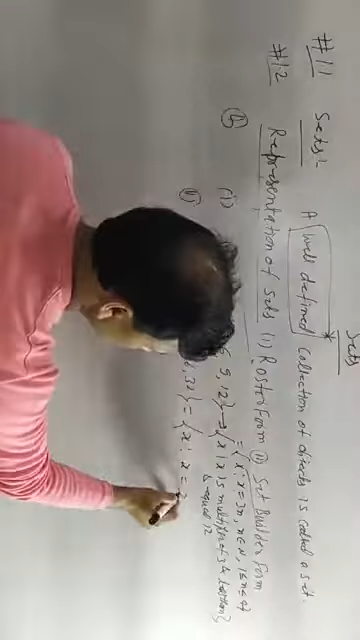 Sets
#11 Sets:- A well defined collection of objects is called a set.
#12 Representation of sets (i) Roster Form (ii) Set Builder Form
= {x : x = 3n, n ∈ N, 1 ≤ n ≤ 4}
(i) 9, 12} → {x | x is multiple of 3 & less than
& equal 12}
32} = {x : x =